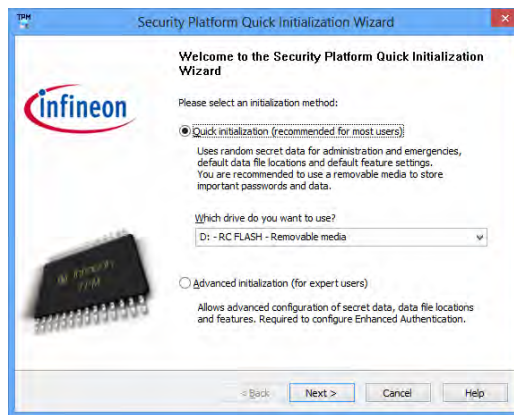 TPM
Security Platform Quick Initialization Wizard
x
Welcome to the Security Platform Quick Initialization
Wizard
Infineon
Please select an initialization method:
Quick initialization (recommended for most users)
Uses random secret data for administration and emergencies,
default data file locations and default feature settings.
You are recommended to use a removable media to store
important passwords and data.
Which drive do you want to use?
D: - RC FLASH - Removable media
Infineon
TPM
Advanced initialization (for expert users)
Allows advanced configuration of secret data, data file locations
and features. Required to configure Enhanced Authentication.
< Back
Next >
Cancel
Help